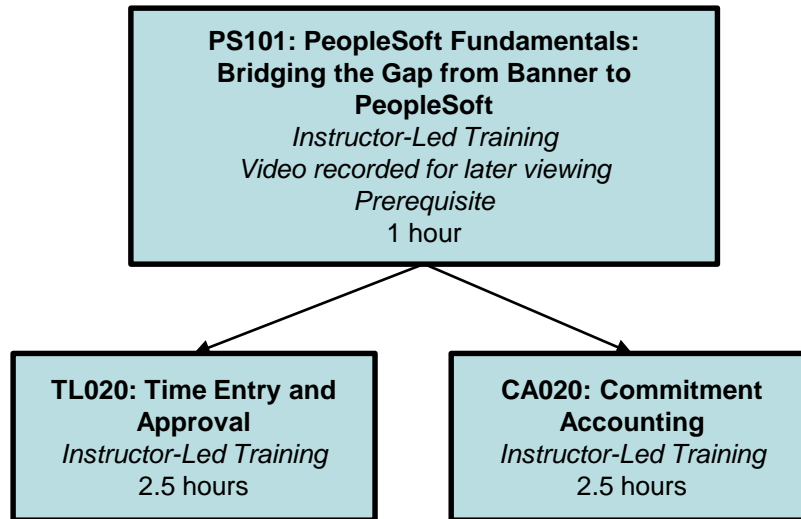 PS101: PeopleSoft Fundamentals:
Bridging the Gap from Banner to
PeopleSoft
Instructor-Led Training
Video recorded for later viewing
Prerequisite
1 hour
TL020: Time Entry and
Approval
Instructor-Led Training
2.5 hours
CA020: Commitment
Accounting
Instructor-Led Training
2.5 hours